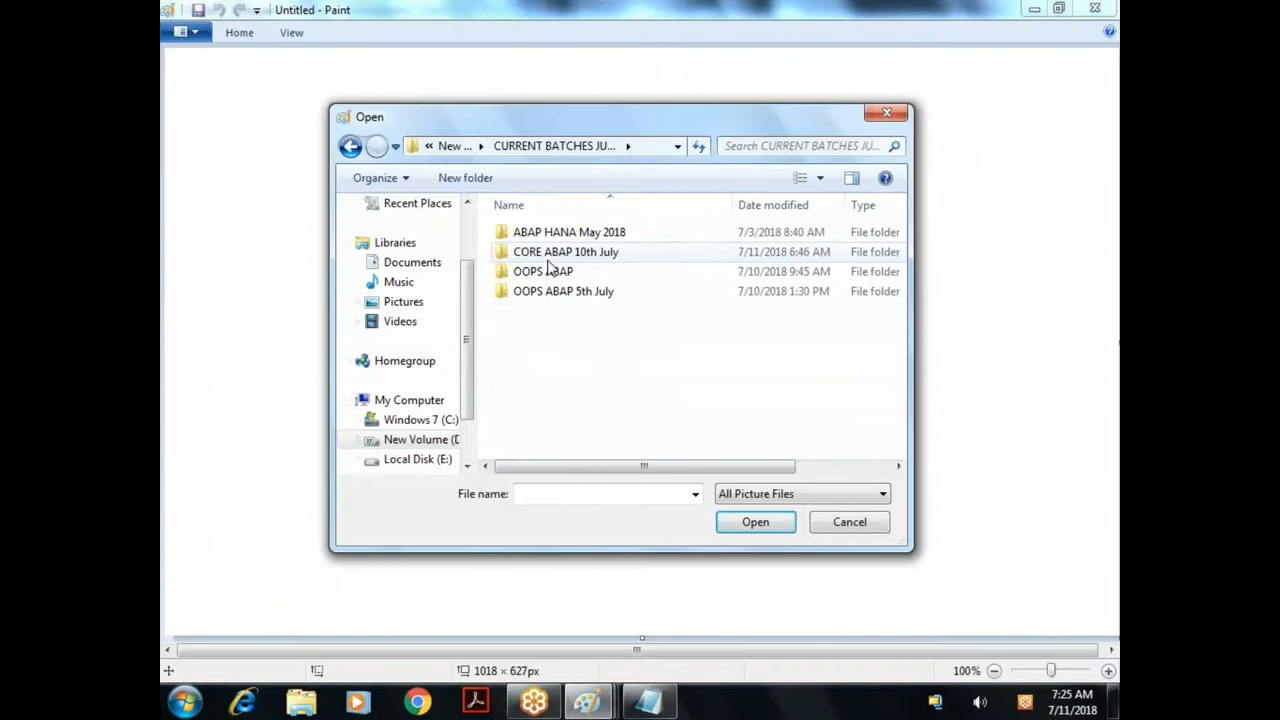 Untitled - Paint
Home View
Open
« New ... CURRENT BATCHES JU... Search CURRENT BATCHES JU...
Organize New folder
Recent Places
Libraries
Documents
Music
Pictures
Videos
Homegroup
My Computer
Windows 7 (C:)
New Volume (D
Local Disk (E:)
Name Date modified Type
ABAP HANA May 2018 7/3/2018 8:40 AM File folder
CORE ABAP 10th July 7/11/2018 6:46 AM File folder
OOPS ABAP 7/10/2018 9:45 AM File folder
OOPS ABAP 5th July 7/10/2018 1:30 PM File folder
File name: All Picture Files
Open Cancel
1018 × 627px 100%
7:25 AM
7/11/2018